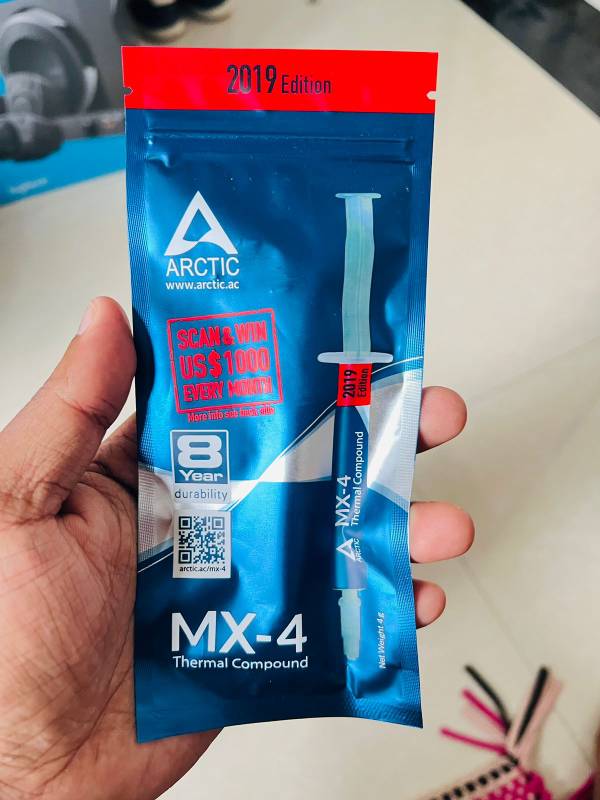 2019 Edition
ARCTIC
www.arctic.ac
SCAN & WIN
US$1000
EVERY MONTH
8
Year
durability
arctic.ac/mx-4
MX-4
Thermal Compound
2019
Edition
MX-4
Thermal Compound
ARCTIC
Net Weight 4 g